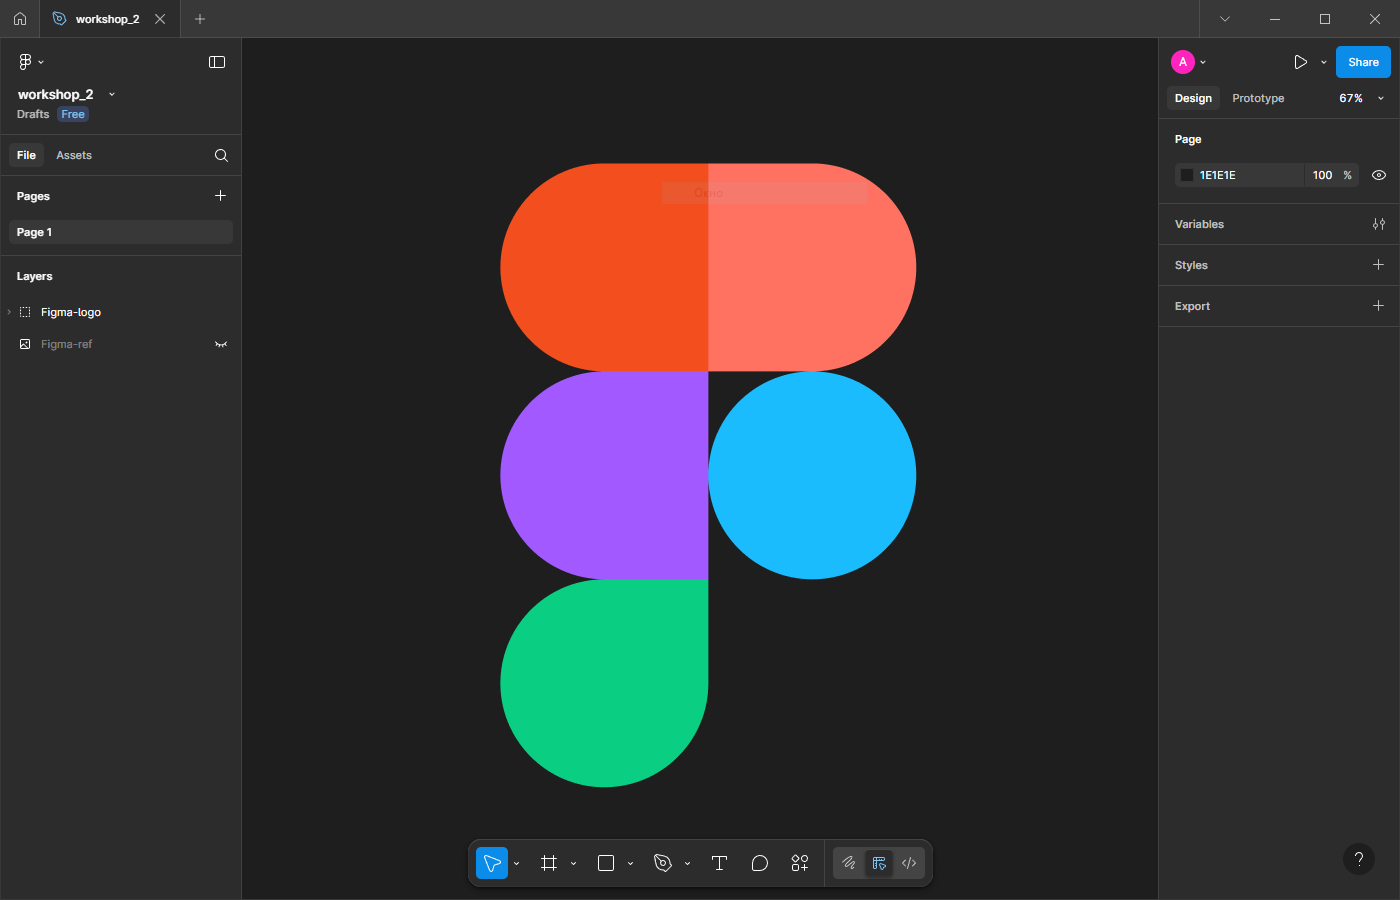 workshop_2
workshop_2
Drafts Free
File Assets
Pages
Page 1
Layers
Figma-logo
Figma-ref
Окно
A
Share
Design Prototype 67%
Page
1E1E1E 100 %
Variables
Styles
Export
T
</>
?